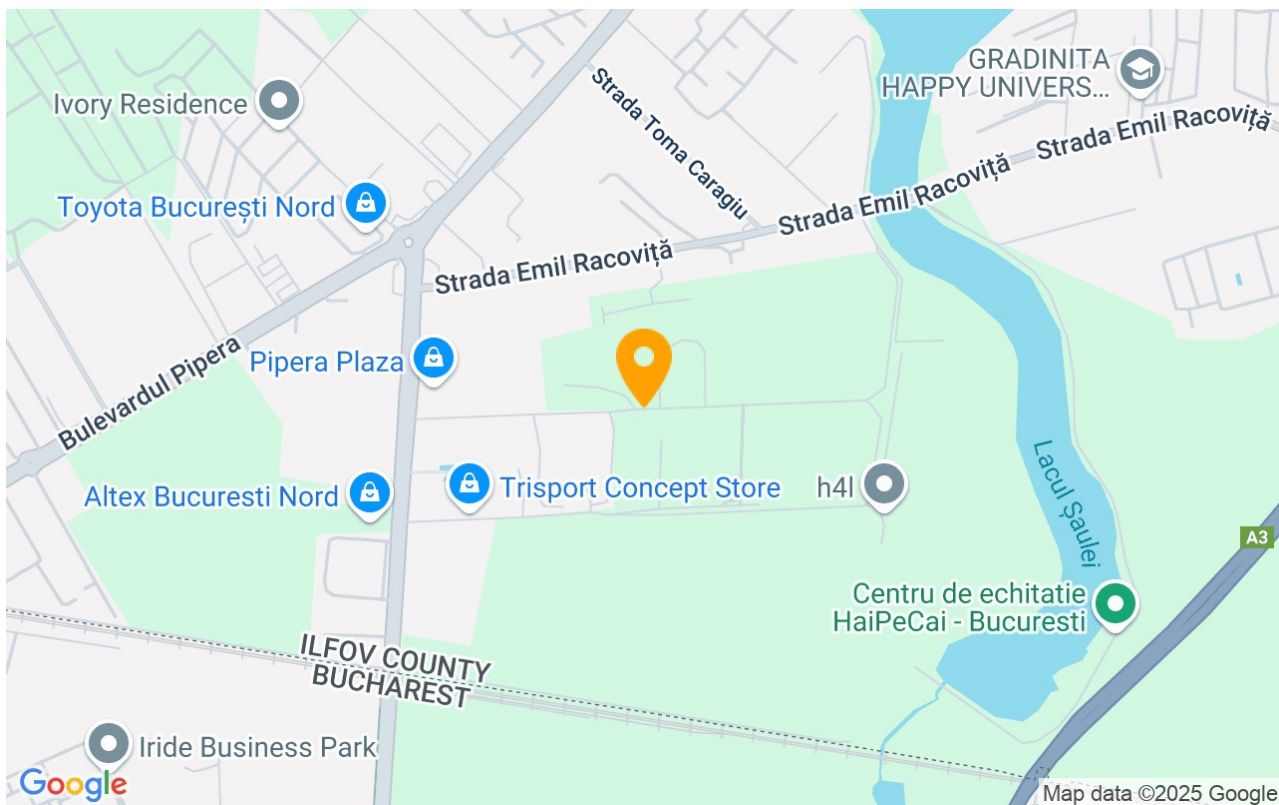 GRADINITA
HAPPY UNIVERS...
Ivory Residence
Strada Toma Caragiu
Strada Emil Racoviță
Toyota București Nord
Strada Emil Racoviță
Strada Emil Racoviță
Bulevardul Pipera
Pipera Plaza
Altex Bucuresti Nord
Trisport Concept Store
h4l
Lacul Șaulei
A3
Centru de echitatie
HaiPeCai - Bucuresti
ILFOV COUNTY
BUCHAREST
Iride Business Park
Google
Map data ©2025 Google